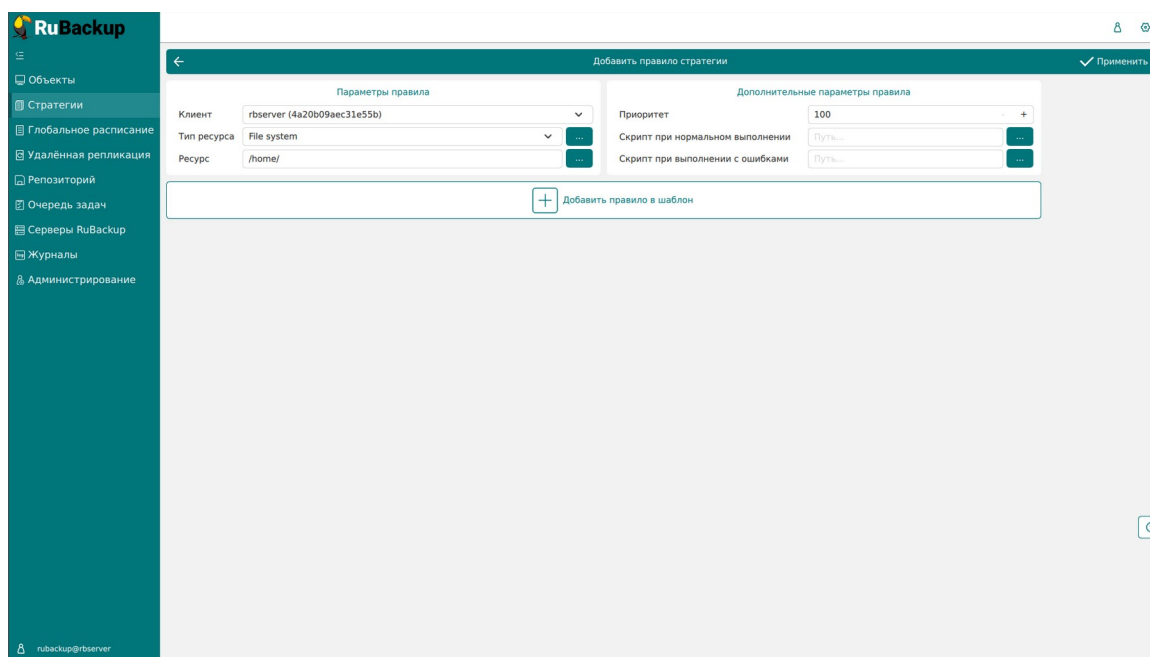 RuBackup
Объекты
Стратегии
Глобальное расписание
Удалённая репликация
Репозиторий
Очередь задач
Серверы RuBackup
Журналы
Администрирование
rubackup@rbserver
Добавить правило стратегии
Применить
Параметры правила
Клиент rbserver (4a20b09aec31e55b)
Тип ресурса File system ...
Ресурс /home/ ...
Дополнительные параметры правила
Приоритет 100 - +
Скрипт при нормальном выполнении Путь... ...
Скрипт при выполнении с ошибками Путь... ...
Добавить правило в шаблон